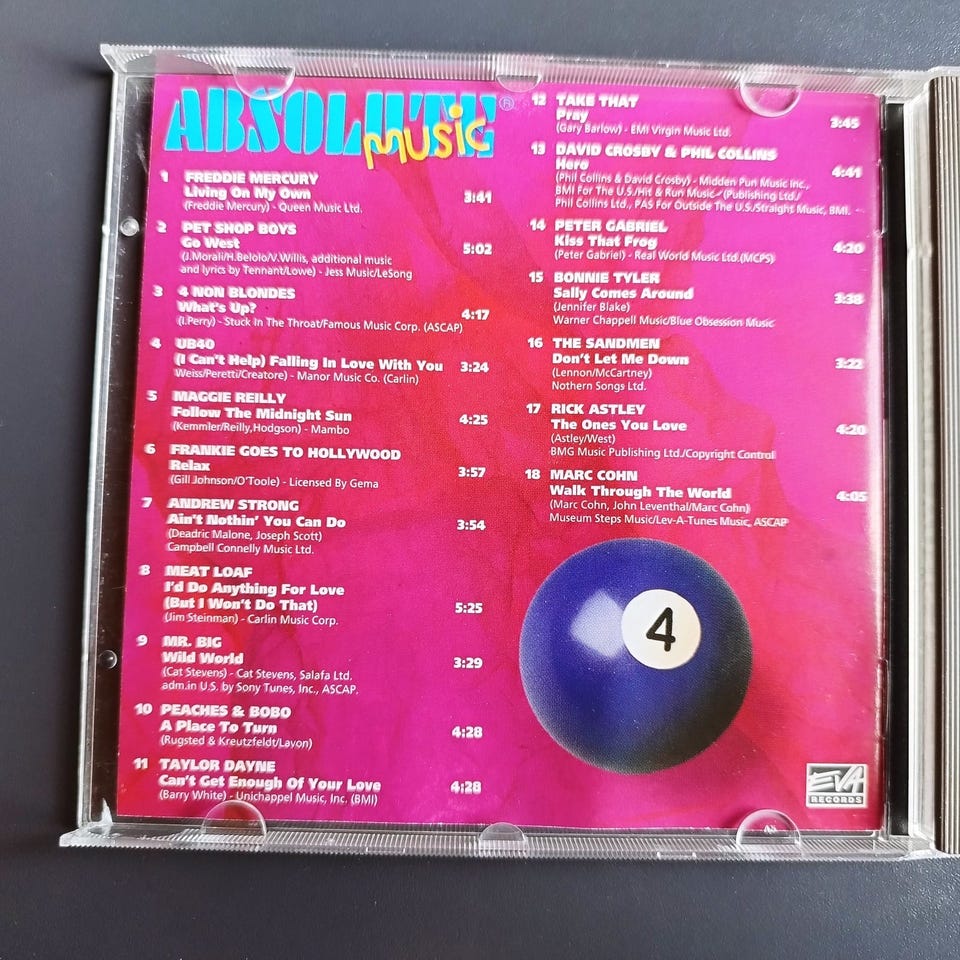 ABSOLUTE®
music
1 FREDDIE MERCURY
Living On My Own 3:41
(Freddie Mercury) - Queen Music Ltd.
2 PET SHOP BOYS
Go West 5:02
(J.Morali/H.Belolo/V.Willis, additional music
and lyrics by Tennant/Lowe) - Jess Music/LeSong
3 4 NON BLONDES
What's Up? 4:17
(l.Perry) - Stuck In The Throat/Famous Music Corp. (ASCAP)
4 UB40
(I Can't Help) Falling In Love With You 3:24
Weiss/Peretti/Creatore) - Manor Music Co. (Carlin)
5 MAGGIE REILLY
Follow The Midnight Sun 4:25
(Kemmler/Reilly,Hodgson) - Mambo
6 FRANKIE GOES TO HOLLYWOOD
Relax 3:57
(Gill Johnson/O'Toole) - Licensed By Gema
7 ANDREW STRONG
Ain't Nothin' You Can Do 3:54
(Deadric Malone, Joseph Scott)
Campbell Connelly Music Ltd.
8 MEAT LOAF
I'd Do Anything For Love
(But I Won't Do That) 5:25
(Jim Steinman) - Carlin Music Corp.
9 MR. BIG
Wild World 3:29
(Cat Stevens) - Cat Stevens, Salafa Ltd.
adm.in U.S. by Sony Tunes, Inc., ASCAP.
10 PEACHES & BOBO
A Place To Turn 4:28
(Rugsted & Kreutzfeldt/Lavon)
11 TAYLOR DAYNE
Can't Get Enough Of Your Love 4:28
(Barry White) - Unichappel Music, Inc. (BMI)
12 TAKE THAT
Pray 3:45
(Gary Barlow) - EMI Virgin Music Ltd.
13 DAVID CROSBY & PHIL COLLINS
Hero 4:41
(Phil Collins & David Crosby) - Midden Pun Music Inc.,
BMI For The U.S./Hit & Run Music (Publishing Ltd./
Phil Collins Ltd., PAS For Outside The U.S./Straight Music, BMI.
14 PETER GABRIEL
Kiss That Frog 4:20
(Peter Gabriel) - Real World Music Ltd.(MCPS)
15 BONNIE TYLER
Sally Comes Around 3:38
(Jennifer Blake)
Warner Chappell Music/Blue Obsession Music
16 THE SANDMEN
Don't Let Me Down 3:22
(Lennon/McCartney)
Nothern Songs Ltd.
17 RICK ASTLEY
The Ones You Love 4:20
(Astley/West)
BMG Music Publishing Ltd./Copyright Control
18 MARC COHN
Walk Through The World 4:05
(Marc Cohn, John Leventhal/Marc Cohn)
Museum Steps Music/Lev-A-Tunes Music, ASCAP
4
EVA
RECORDS